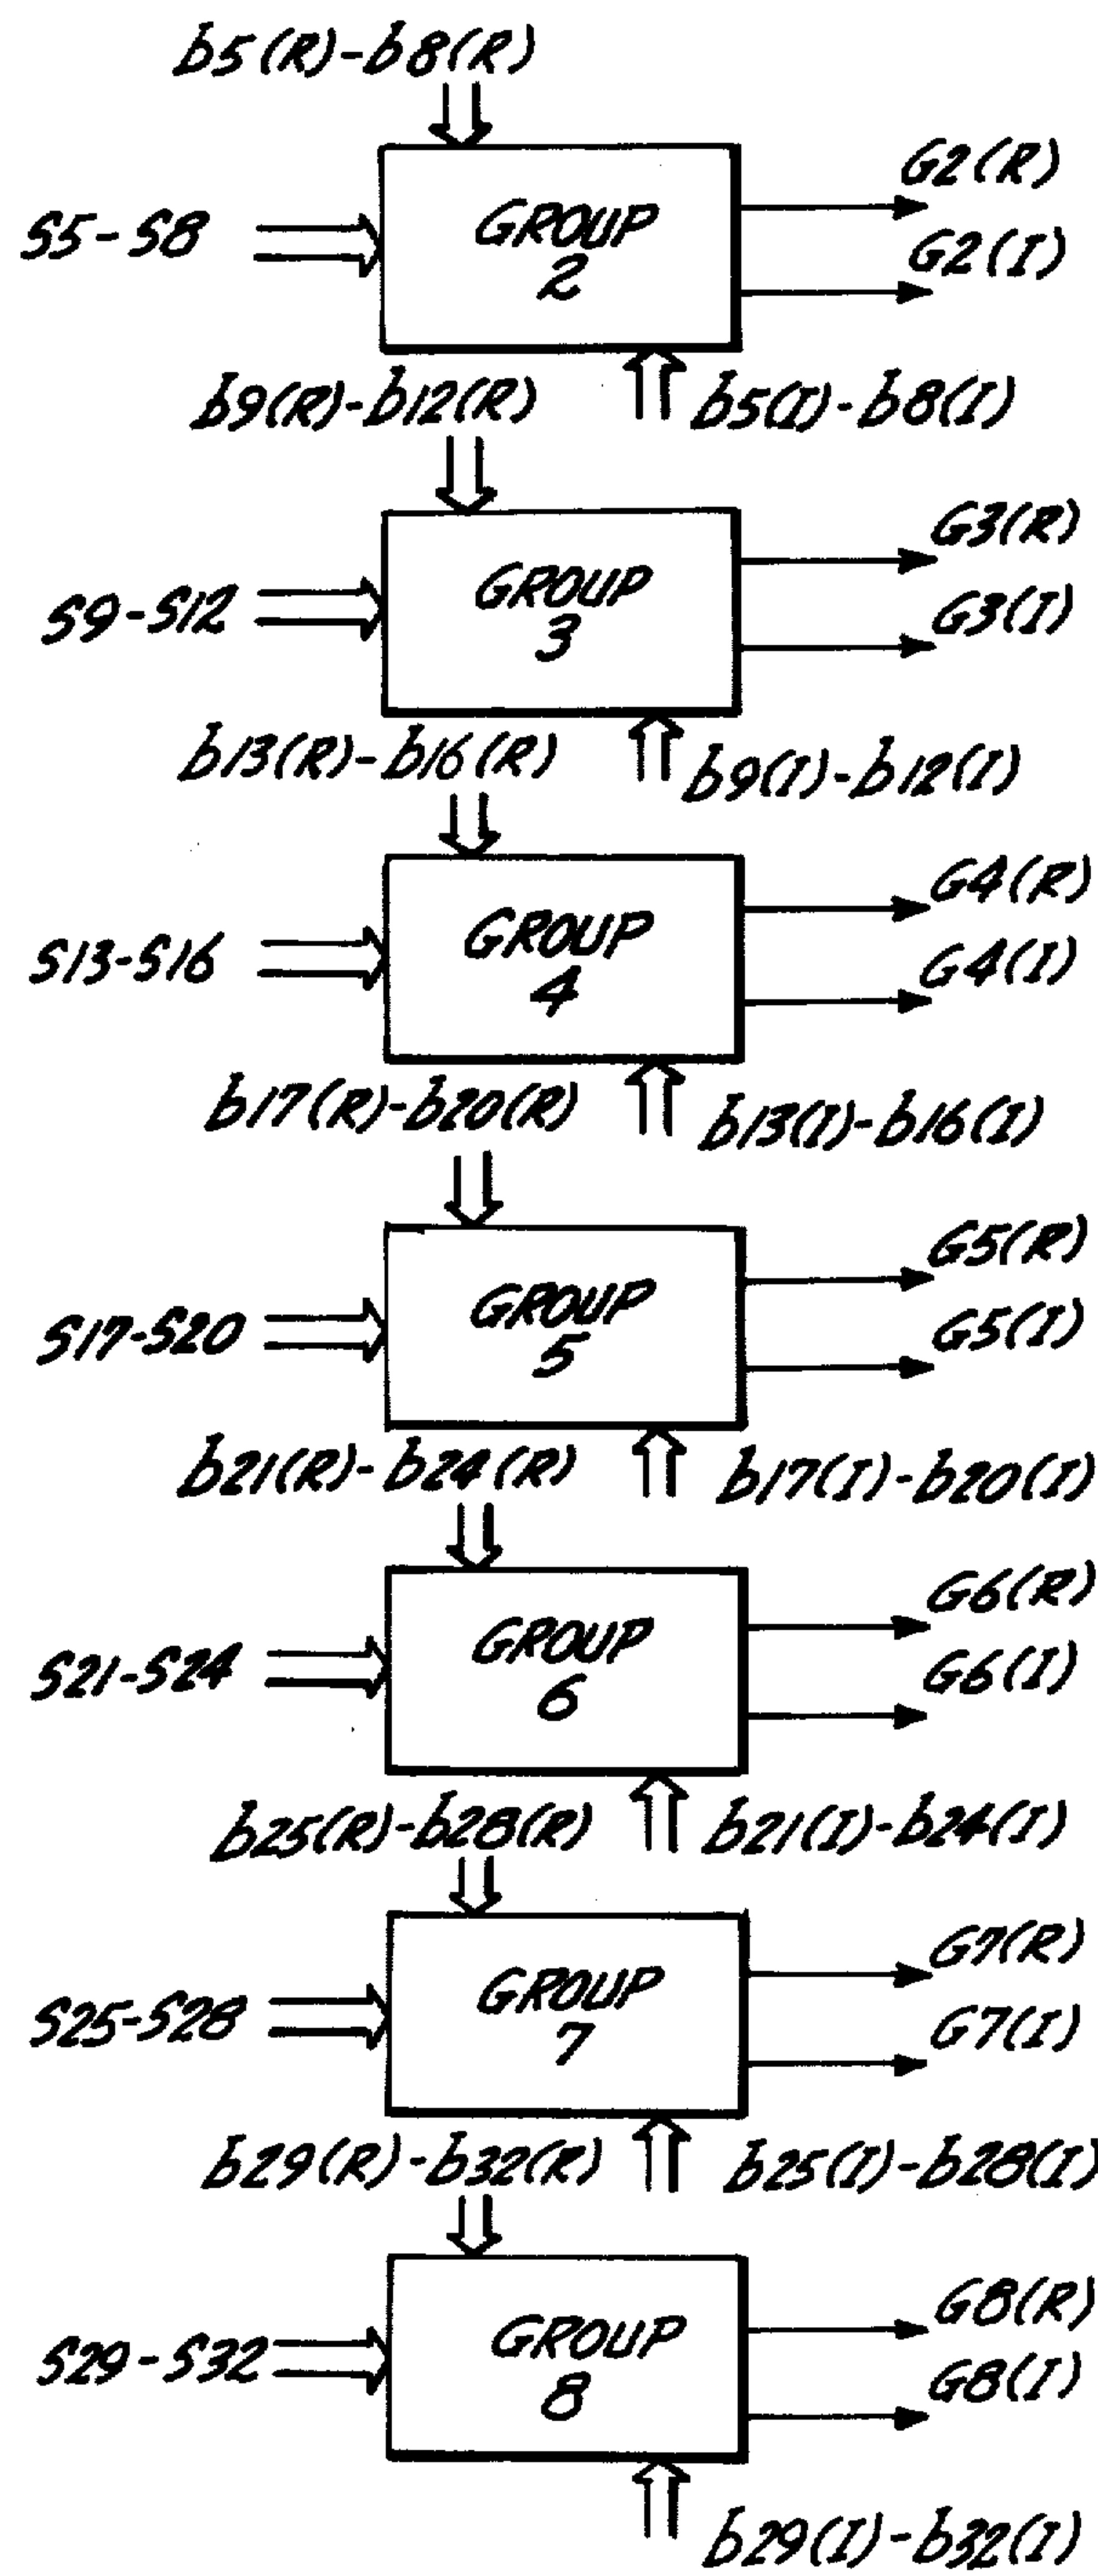 b5(R)-b8(R)
G2(R)
S5-S8
GROUP
2
G2(I)
b9(R)-b12(R)
b5(I)-b8(I)
G3(R)
S9-S12
GROUP
3
G3(I)
b13(R)-b16(R)
b9(I)-b12(I)
G4(R)
S13-S16
GROUP
4
G4(I)
b17(R)-b20(R)
b13(I)-b16(I)
G5(R)
S17-S20
GROUP
5
G5(I)
b21(R)-b24(R)
b17(I)-b20(I)
G6(R)
S21-S24
GROUP
6
G6(I)
b25(R)-b28(R)
b21(I)-b24(I)
G7(R)
S25-S28
GROUP
7
G7(I)
b29(R)-b32(R)
b25(I)-b28(I)
G8(R)
S29-S32
GROUP
8
G8(I)
b29(I)-b32(I)